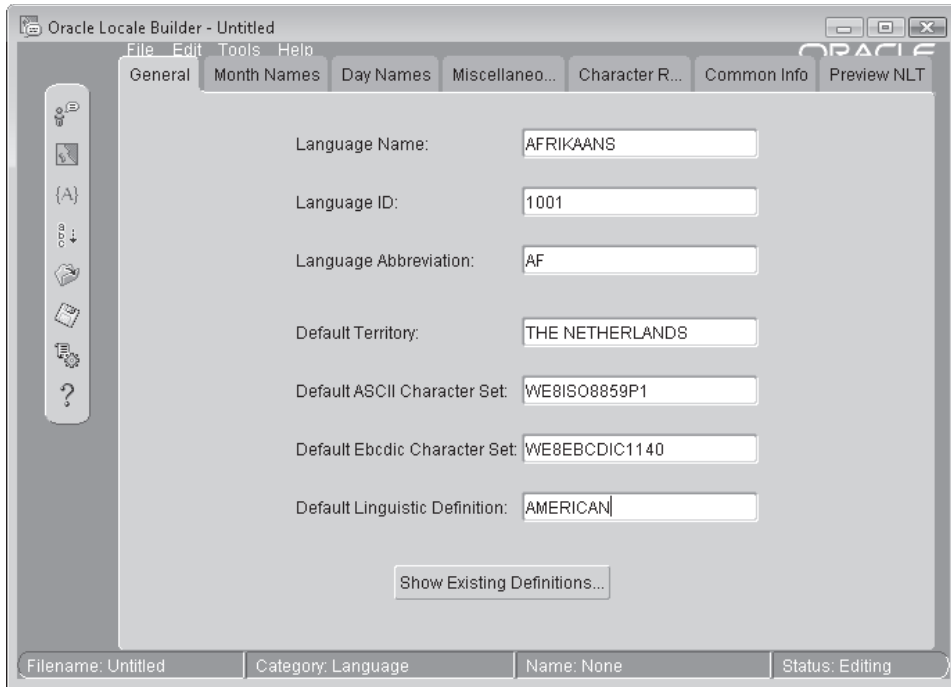 Oracle Locale Builder - Untitled
File Edit Tools Help
ORACLE
General Month Names Day Names Miscellaneo... Character R... Common Info Preview NLT
{A}
a
b
c
?
Language Name: AFRIKAANS
Language ID: 1001
Language Abbreviation: AF
Default Territory: THE NETHERLANDS
Default ASCII Character Set: WE8ISO8859P1
Default Ebcdic Character Set: WE8EBCDIC1140
Default Linguistic Definition: AMERICAN
Show Existing Definitions...
Filename: Untitled Category: Language Name: None Status: Editing